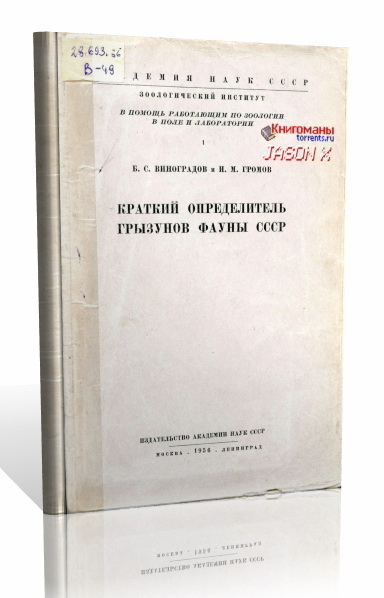 28.693.36
В-49
ДЕМИЯ НАУК СССР
ЗООЛОГИЧЕСКИЙ ИНСТИТУТ
В ПОМОЩЬ РАБОТАЮЩИМ ПО ЗООЛОГИИ
В ПОЛЕ И ЛАБОРАТОРИИ
1
Книгоманы
torrents.ru
JASON X
Б. С. ВИНОГРАДОВ и И. М. ГРОМОВ
КРАТКИЙ ОПРЕДЕЛИТЕЛЬ
ГРЫЗУНОВ ФАУНЫ СССР
ИЗДАТЕЛЬСТВО АКАДЕМИИ НАУК СССР
МОСКВА · 1956 · ЛЕНИНГРАД